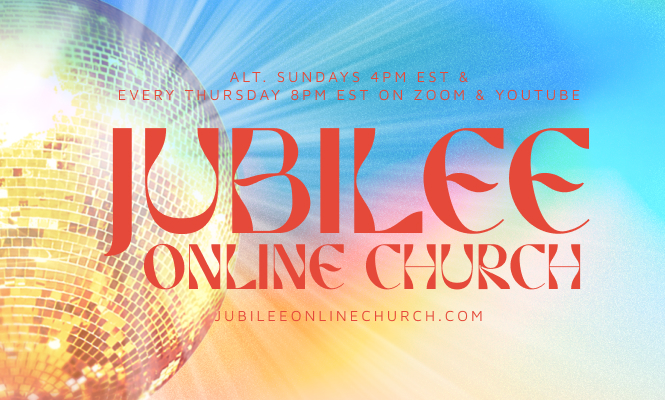 ALT. SUNDAYS 4PM EST &
EVERY THURSDAY 8PM EST ON ZOOM & YOUTUBE
JUBILEE
ONLINE CHURCH
JUBILEEONLINECHURCH.COM